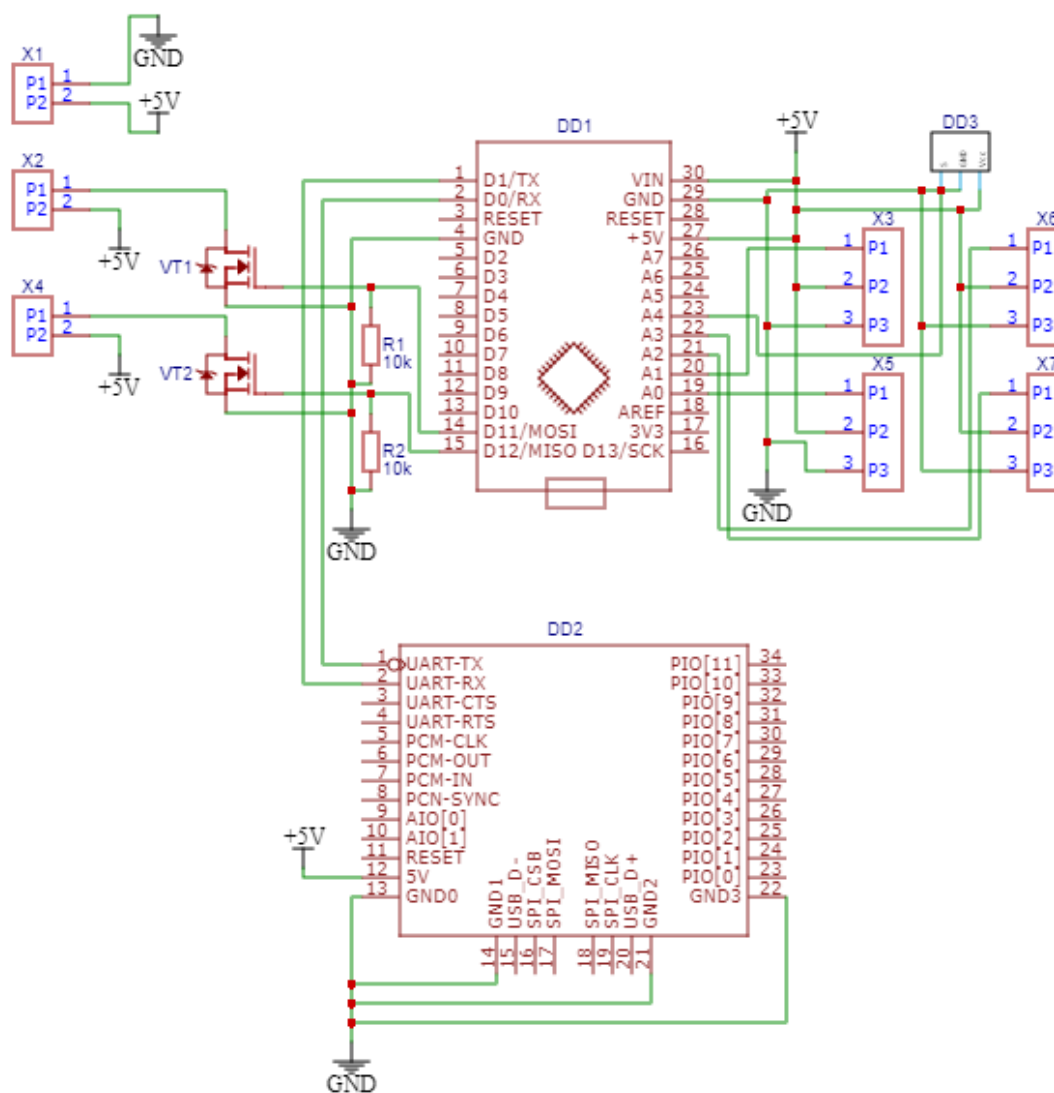 X1
P1 1
P2 2
GND
+5V
X2
P1 1
P2 2
+5V
X4
P1 1
P2 2
+5V
VT1
VT2
R1
10k
R2
10k
GND
DD1
1 D1/TX
2 D0/RX
3 RESET
4 GND
5 D2
6 D3
7 D4
8 D5
9 D6
10 D7
11 D8
12 D9
13 D10
14 D11/MOSI
15 D12/MISO
VIN 30
GND 29
RESET 28
+5V 27
A7 26
A6 25
A5 24
A4 23
A3 22
A2 21
A1 20
A0 19
AREF 18
3V3 17
D13/SCK 16
+5V
GND
DD3
S
GND
VCC
X3
1 P1
2 P2
3 P3
X5
1 P1
2 P2
3 P3
X6
1 P1
2 P2
3 P3
X7
1 P1
2 P2
3 P3
DD2
1 UART-TX
2 UART-RX
3 UART-CTS
4 UART-RTS
5 PCM-CLK
6 PCM-OUT
7 PCM-IN
8 PCN-SYNC
9 AIO[0]
10 AIO[1]
11 RESET
12 5V
13 GND0
+5V
14 GND1
15 USB_D-
16 SPI_CSB
17 SPI_MOSI
18 SPI_MISO
19 SPI_CLK
20 USB_D+
21 GND2
PIO[11] 34
PIO[10] 33
PIO[9] 32
PIO[8] 31
PIO[7] 30
PIO[6] 29
PIO[5] 28
PIO[4] 27
PIO[3] 26
PIO[2] 25
PIO[1] 24
PIO[0] 23
GND3 22
GND